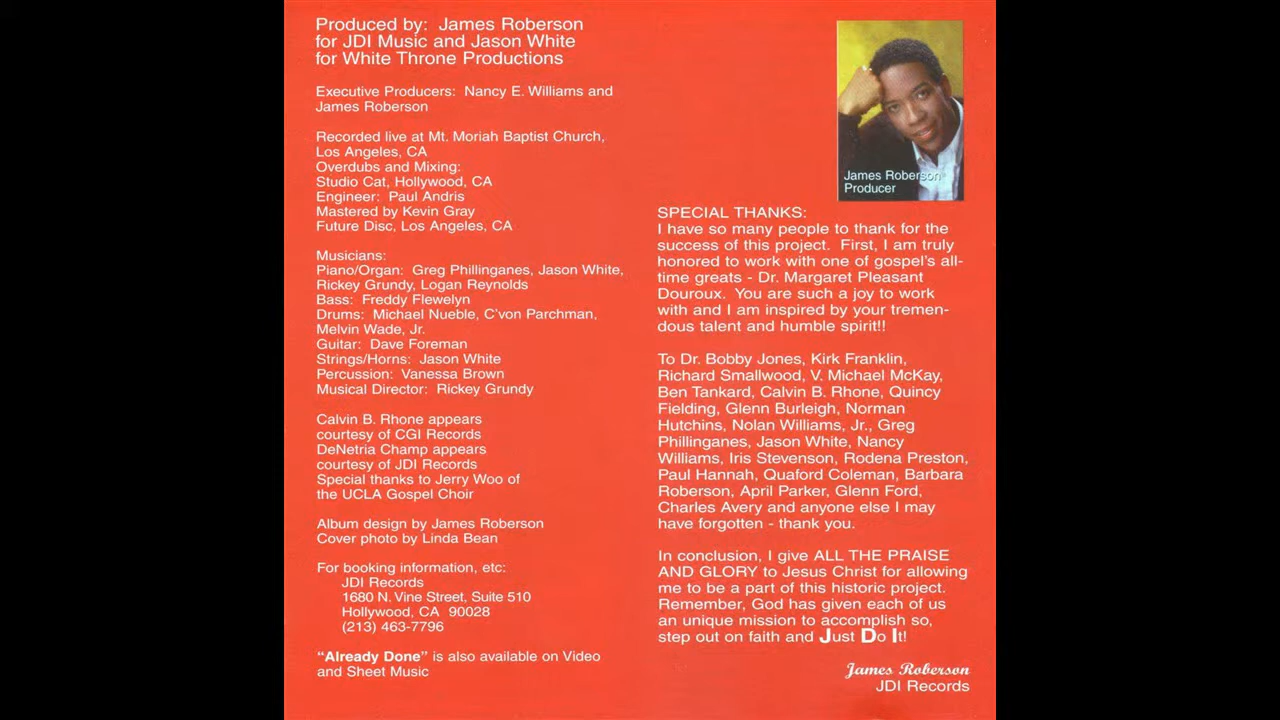 Produced by:  James Roberson
for JDI Music and Jason White
for White Throne Productions
Executive Producers:  Nancy E. Williams and
James Roberson
Recorded live at Mt. Moriah Baptist Church,
Los Angeles, CA
Overdubs and Mixing:
Studio Cat, Hollywood, CA
Engineer:  Paul Andris
Mastered by Kevin Gray
Future Disc, Los Angeles, CA
Musicians:
Piano/Organ:  Greg Phillinganes, Jason White,
Rickey Grundy, Logan Reynolds
Bass:  Freddy Flewelyn
Drums:  Michael Nueble, C'von Parchman,
Melvin Wade, Jr.
Guitar:  Dave Foreman
Strings/Horns:  Jason White
Percussion:  Vanessa Brown
Musical Director:  Rickey Grundy
Calvin B. Rhone appears
courtesy of CGI Records
DeNetria Champ appears
courtesy of JDI Records
Special thanks to Jerry Woo of
the UCLA Gospel Choir
Album design by James Roberson
Cover photo by Linda Bean
For booking information, etc:
JDI Records
1680 N. Vine Street, Suite 510
Hollywood, CA  90028
(213) 463-7796
“Already Done” is also available on Video
and Sheet Music
James Roberson
Producer
SPECIAL THANKS:
I have so many people to thank for the
success of this project.  First, I am truly
honored to work with one of gospel's all-
time greats - Dr. Margaret Pleasant
Douroux.  You are such a joy to work
with and I am inspired by your tremen-
dous talent and humble spirit!!
To Dr. Bobby Jones, Kirk Franklin,
Richard Smallwood, V. Michael McKay,
Ben Tankard, Calvin B. Rhone, Quincy
Fielding, Glenn Burleigh, Norman
Hutchins, Nolan Williams, Jr., Greg
Phillinganes, Jason White, Nancy
Williams, Iris Stevenson, Rodena Preston,
Paul Hannah, Quaford Coleman, Barbara
Roberson, April Parker, Glenn Ford,
Charles Avery and anyone else I may
have forgotten - thank you.
In conclusion, I give ALL THE PRAISE
AND GLORY to Jesus Christ for allowing
me to be a part of this historic project.
Remember, God has given each of us
an unique mission to accomplish so,
step out on faith and Just Do It!
James Roberson
JDI Records